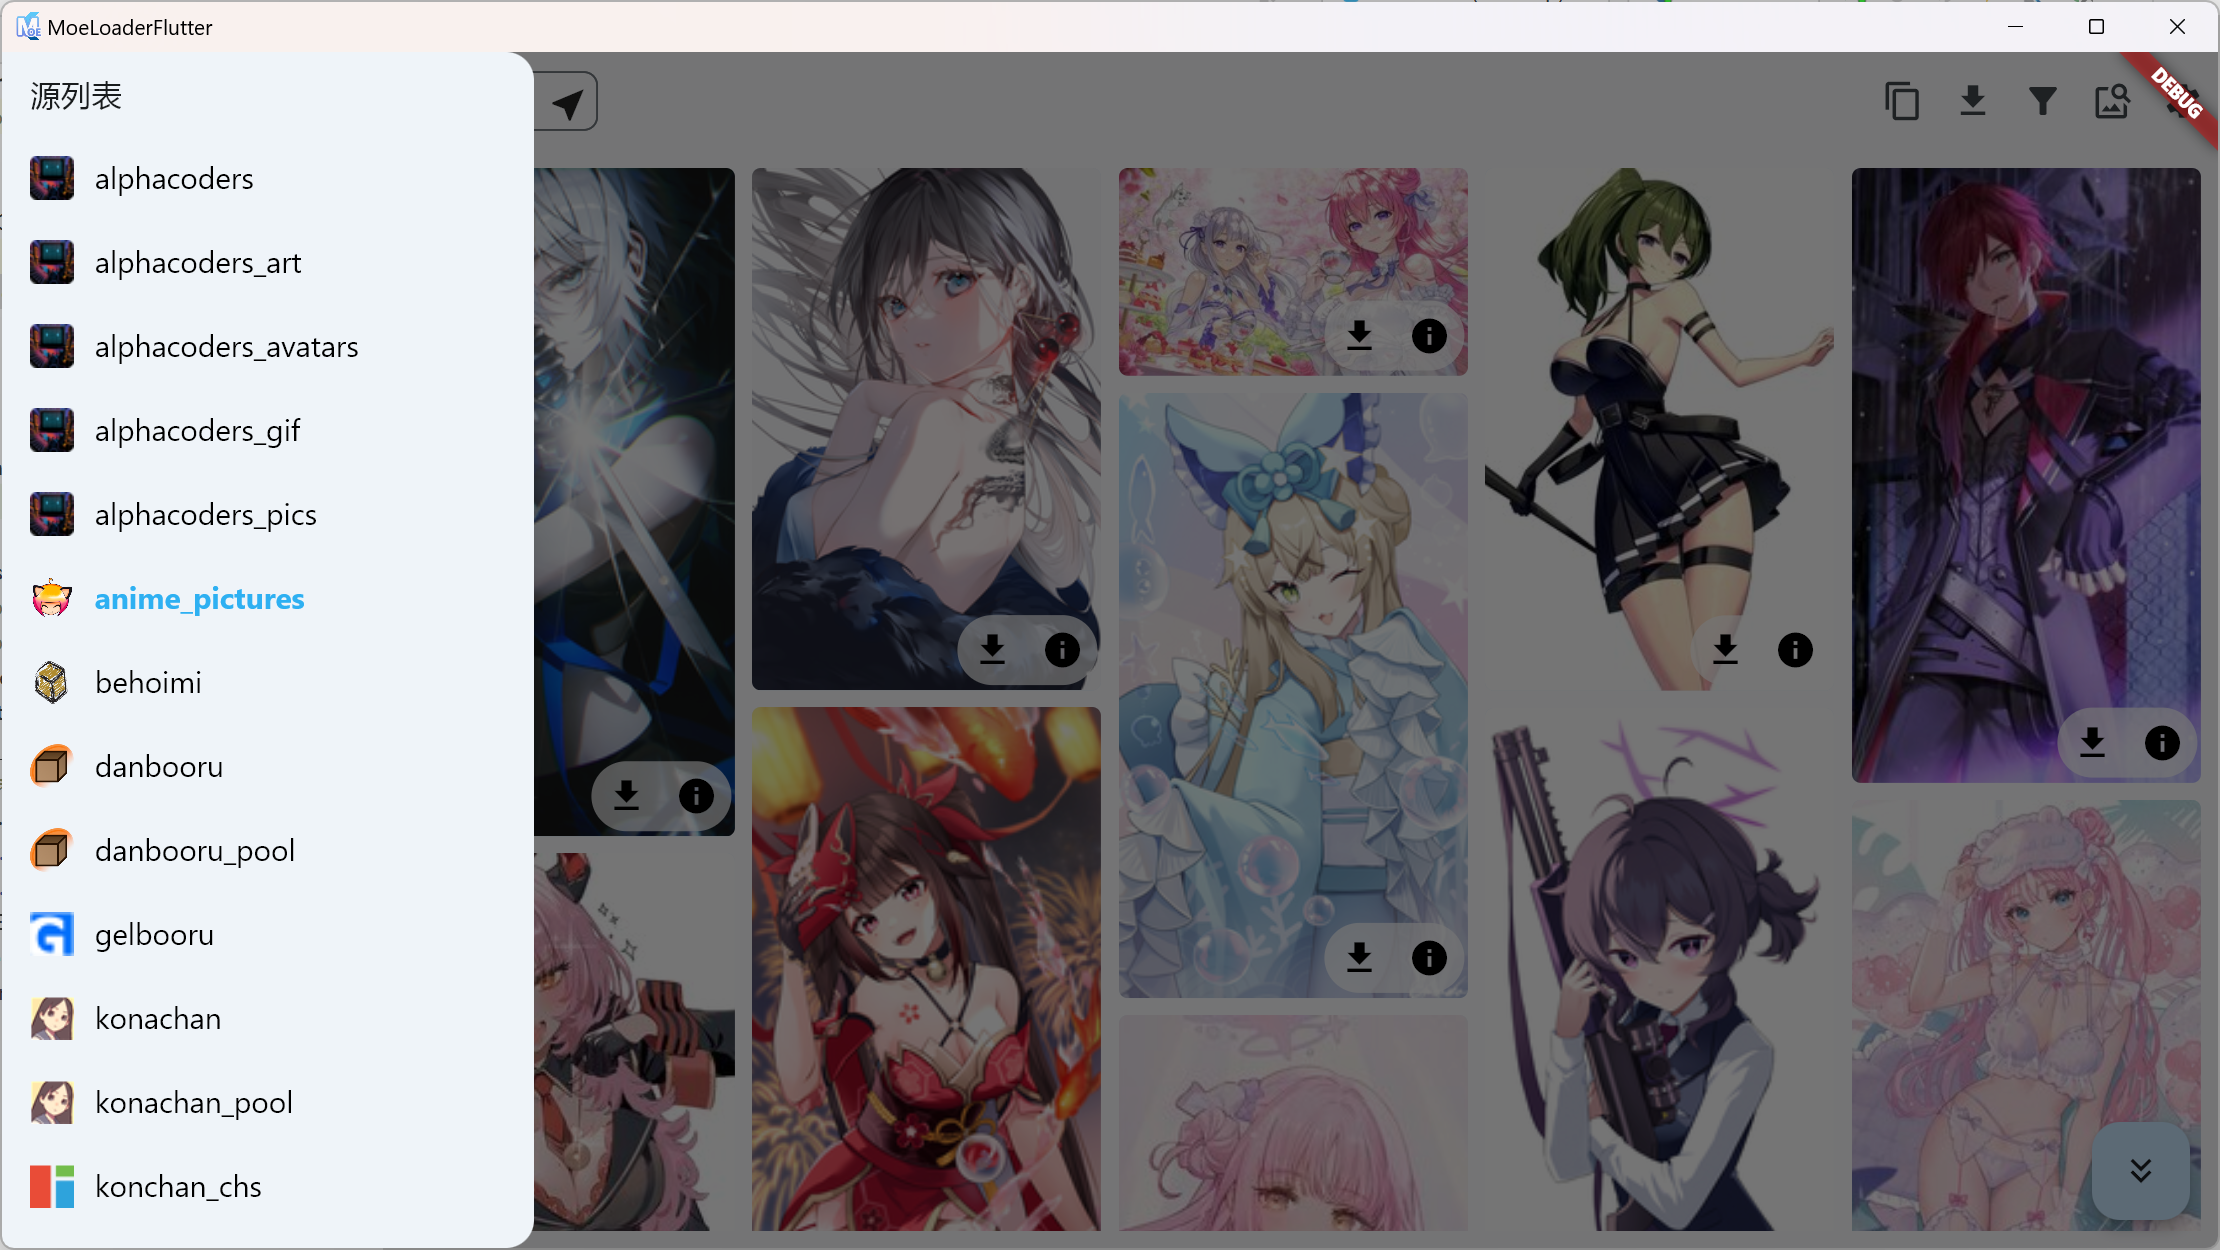 MoeLoaderFlutter
DEBUG
源列表
alphacoders
alphacoders_art
alphacoders_avatars
alphacoders_gif
alphacoders_pics
anime_pictures
behoimi
danbooru
danbooru_pool
gelbooru
konachan
konachan_pool
konchan_chs